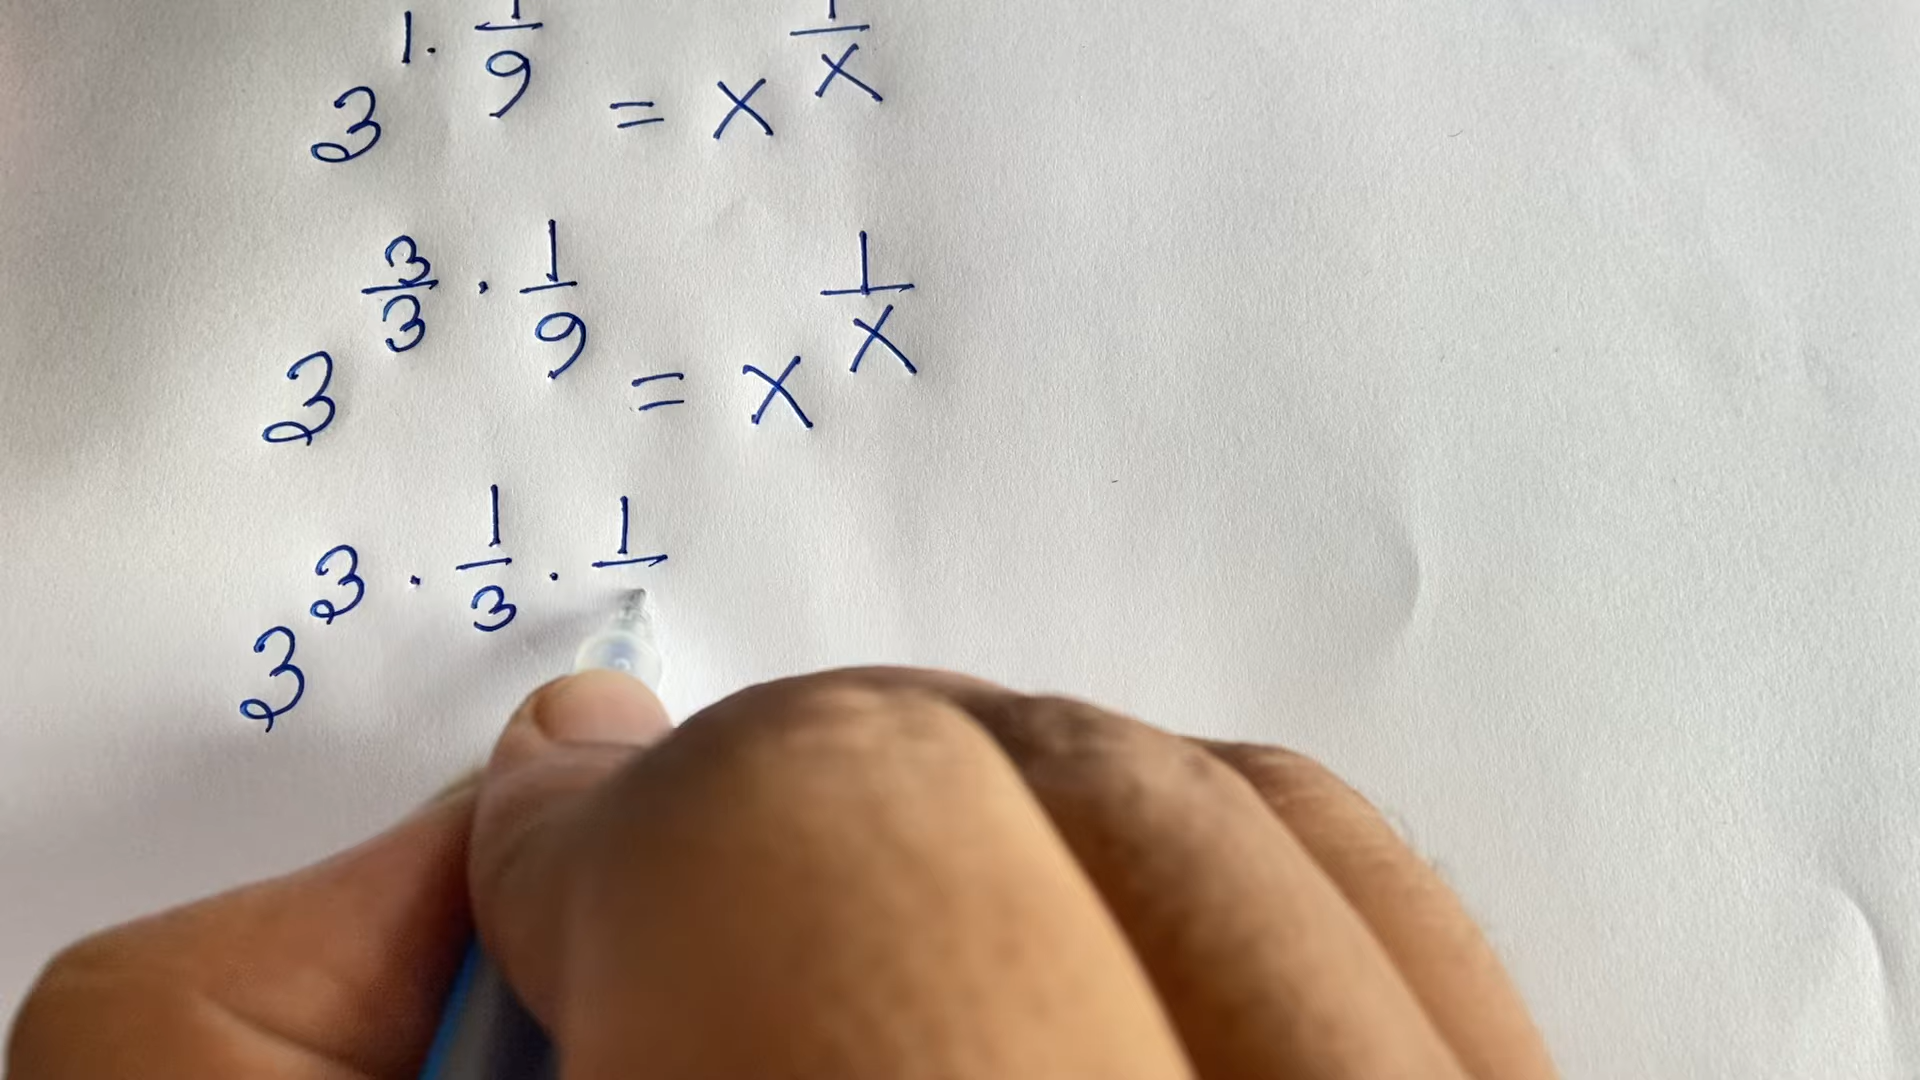 3^{1 · 1/9} = x^{1/x}
3^{3/3 · 1/9} = x^{1/x}
3^{3 · 1/3 · 1/}